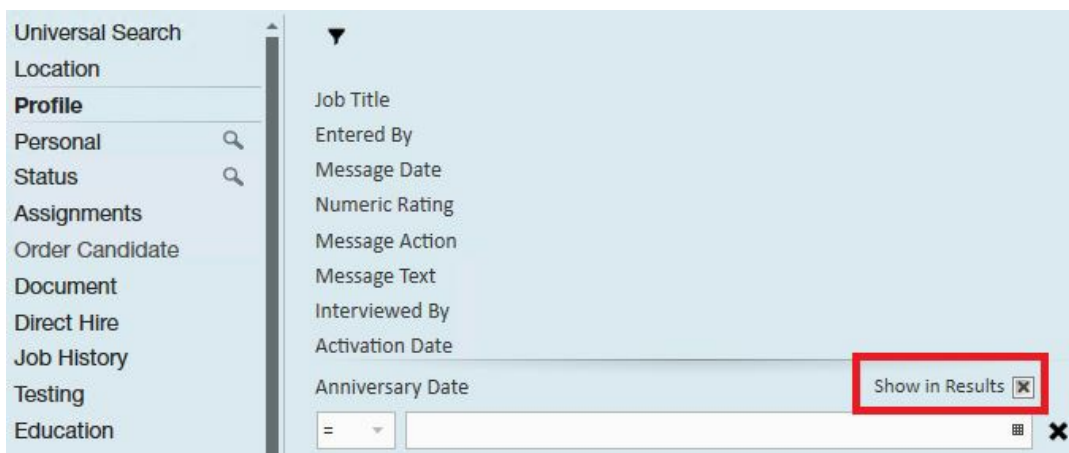 Universal Search
Location
Profile
Personal
Status
Assignments
Order Candidate
Document
Direct Hire
Job History
Testing
Education
Job Title
Entered By
Message Date
Numeric Rating
Message Action
Message Text
Interviewed By
Activation Date
Anniversary Date
Show in Results
=